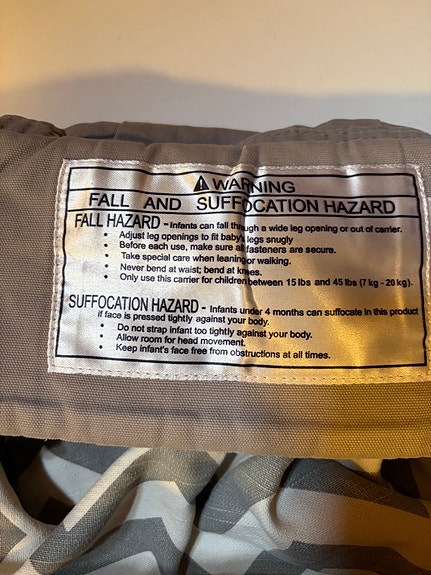 ⚠ WARNING
FALL AND SUFFOCATION HAZARD
FALL HAZARD - Infants can fall through a wide leg opening or out of carrier.
• Adjust leg openings to fit baby's legs snugly
• Before each use, make sure all fasteners are secure.
• Take special care when leaning or walking.
• Never bend at waist; bend at knees.
• Only use this carrier for children between 15 lbs and 45 lbs (7 kg - 20 kg).
SUFFOCATION HAZARD - Infants under 4 months can suffocate in this product
if face is pressed tightly against your body.
• Do not strap infant too tightly against your body.
• Allow room for head movement.
• Keep infant's face free from obstructions at all times.